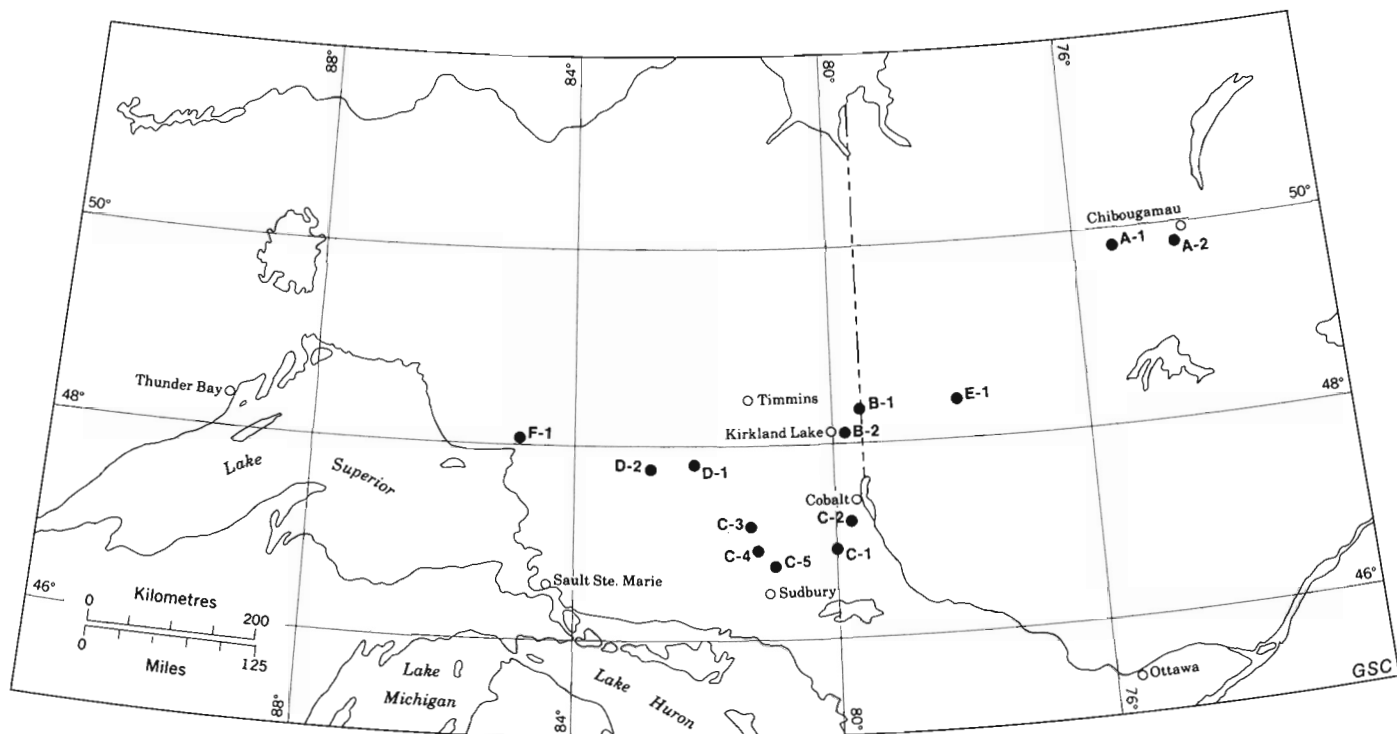 88°
84°
80°
76°
50°
50°
Chibougamau
A-1
A-2
Thunder Bay
48°
48°
Timmins
B-1
E-1
Kirkland Lake
B-2
F-1
Lake
Superior
D-2
D-1
Cobalt
C-3
C-2
C-4
C-1
C-5
Sault Ste. Marie
Sudbury
46°
46°
0
Kilometres
200
0
Miles
125
Lake
Michigan
Lake
Huron
Ottawa
GSC
88°
84°
80°
76°